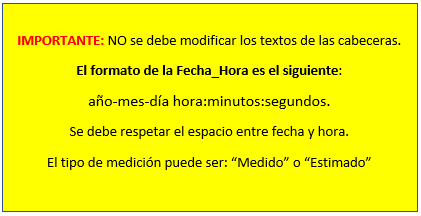 IMPORTANTE: NO se debe modificar los textos de las cabeceras.
El formato de la Fecha_Hora es el siguiente:
año-mes-día hora:minutos:segundos.
Se debe respetar el espacio entre fecha y hora.
El tipo de medición puede ser: “Medido” o “Estimado”